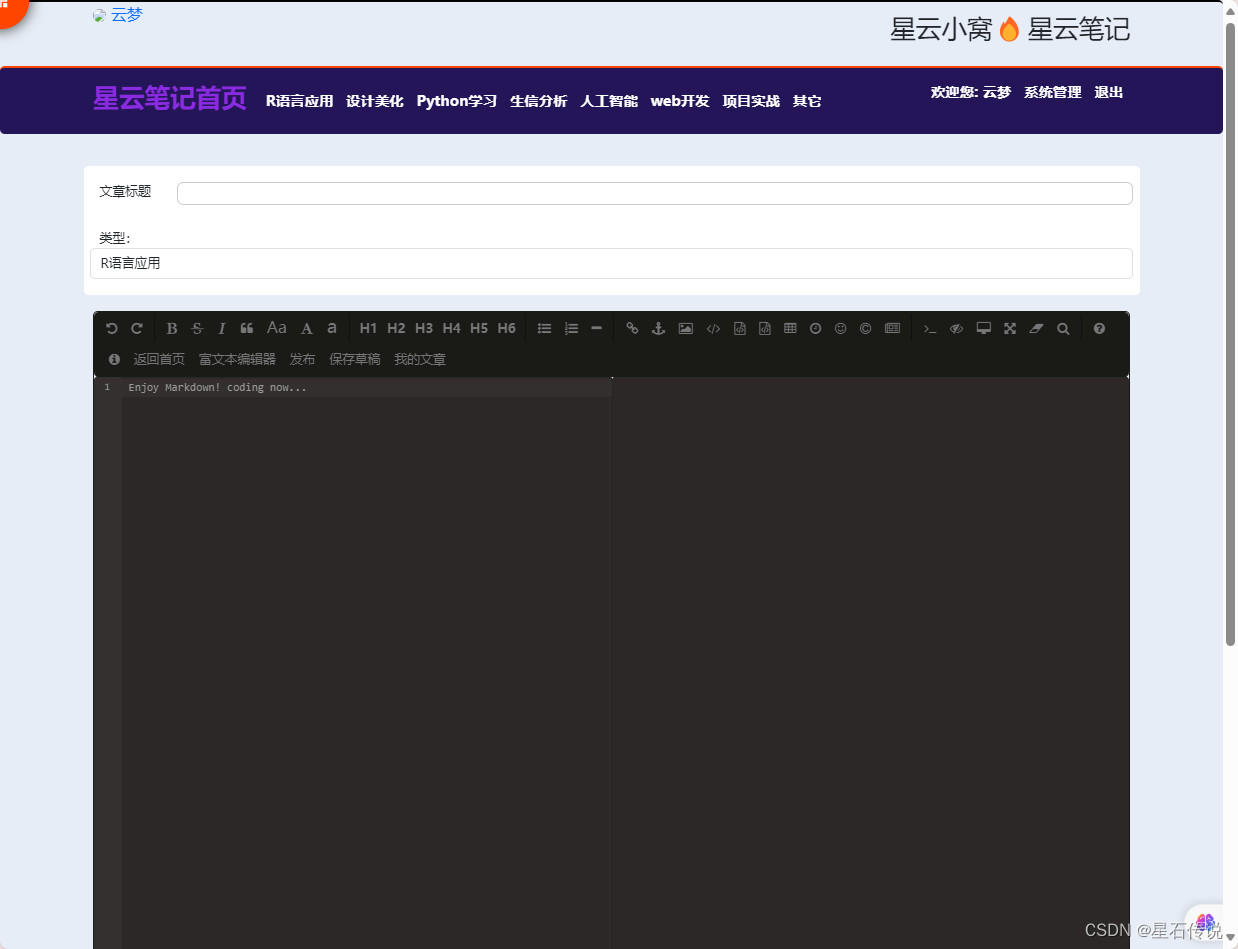 云梦
星云小窝🔥星云笔记
星云笔记首页 R语言应用 设计美化 Python学习 生信分析 人工智能 web开发 项目实战 其它 欢迎您: 云梦 系统管理 退出
文章标题
类型:
R语言应用
B S I Aa A a H1 H2 H3 H4 H5 H6
返回首页 富文本编辑器 发布 保存草稿 我的文章
1 Enjoy Markdown! coding now...
CSDN @星石传说